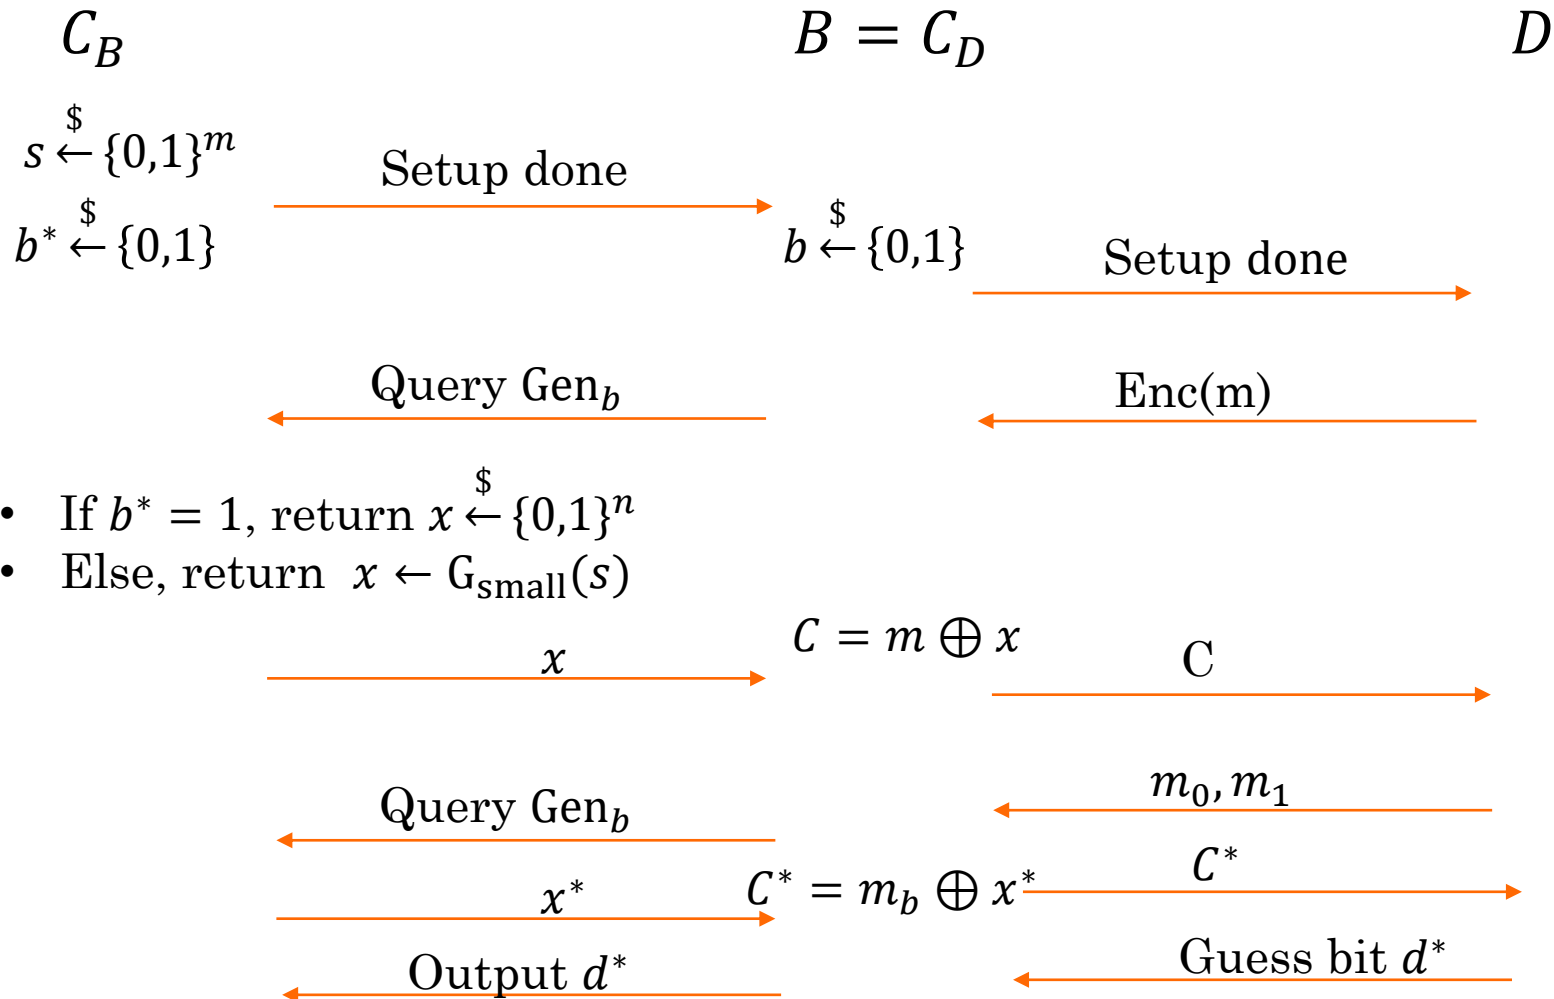 C_B B = C_D D
s $← {0,1}^m
Setup done
b* $← {0,1}
b $← {0,1}
Setup done
Query Gen_b
Enc(m)
• If b* = 1, return x $← {0,1}^n
• Else, return x ← G_small(s)
C = m ⊕ x
x
C
m_0, m_1
Query Gen_b
C*
C* = m_b ⊕ x*
x*
Guess bit d*
Output d*